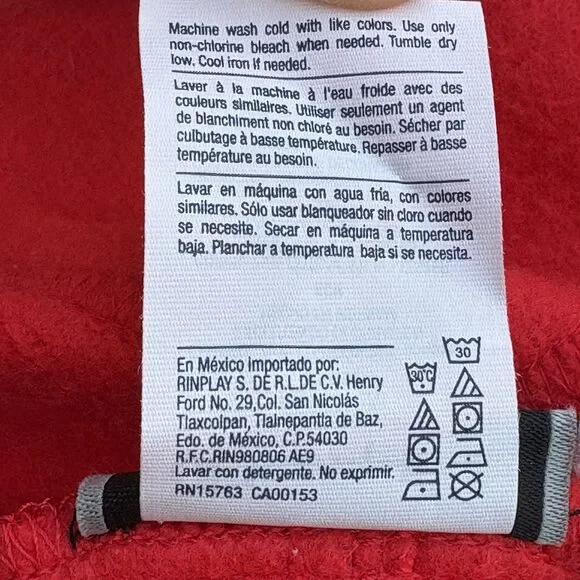 Machine wash cold with like colors. Use only
non-chlorine bleach when needed. Tumble dry
low. Cool iron if needed.
Laver à la machine à l'eau froide avec des
couleurs similaires. Utiliser seulement un agent
de blanchiment non chloré au besoin. Sécher par
culbutage à basse température. Repasser à basse
température au besoin.
Lavar en máquina con agua fría, con colores
similares. Sólo usar blanqueador sin cloro cuando
se necesite. Secar en máquina a temperatura
baja. Planchar a temperatura baja si se necesita.
En México importado por:
RINPLAY S. DE R.L.DE C.V. Henry
Ford No. 29,Col. San Nicolás
Tlaxcolpan, Tlalnepantla de Baz,
Edo. de México, C.P.54030
R.F.C.RIN980806 AE9
Lavar con detergente. No exprimir.
RN15763 CA00153
30
30°C